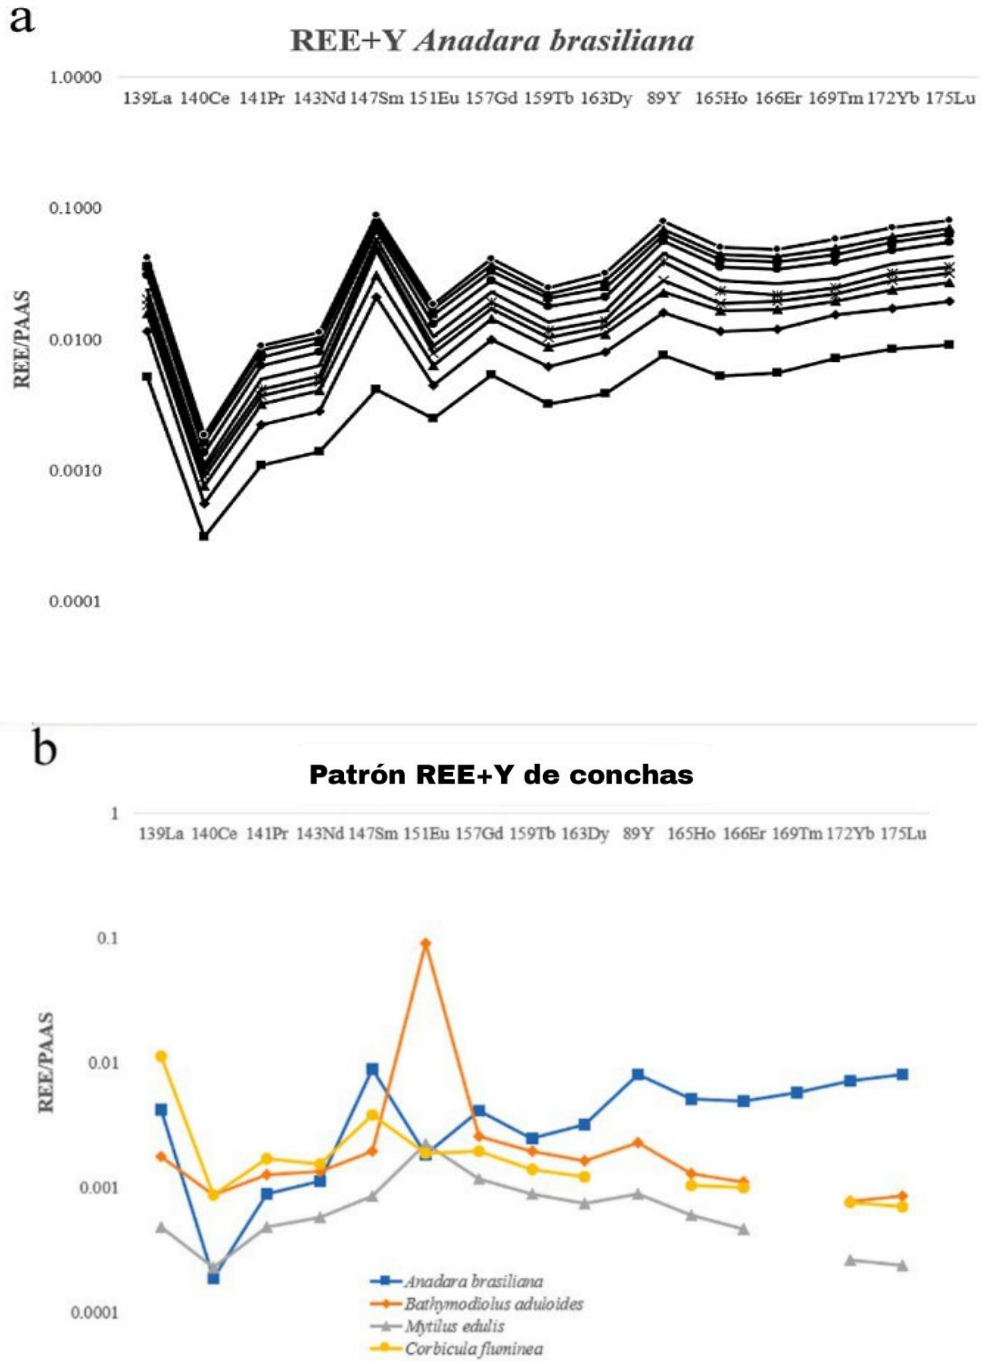 a
REE+Y Anadara brasiliana
1.0000
139La 140Ce 141Pr 143Nd 147Sm 151Eu 157Gd 159Tb 163Dy 89Y 165Ho 166Er 169Tm 172Yb 175Lu
0.1000
0.0100
0.0010
0.0001
REE/PAAS
b
Patrón REE+Y de conchas
1
139La 140Ce 141Pr 143Nd 147Sm 151Eu 157Gd 159Tb 163Dy 89Y 165Ho 166Er 169Tm 172Yb 175Lu
0.1
0.01
0.001
0.0001
REE/PAAS
Anadara brasiliana
Bathymodiolus aduloides
Mytilus edulis
Corbicula fluminea